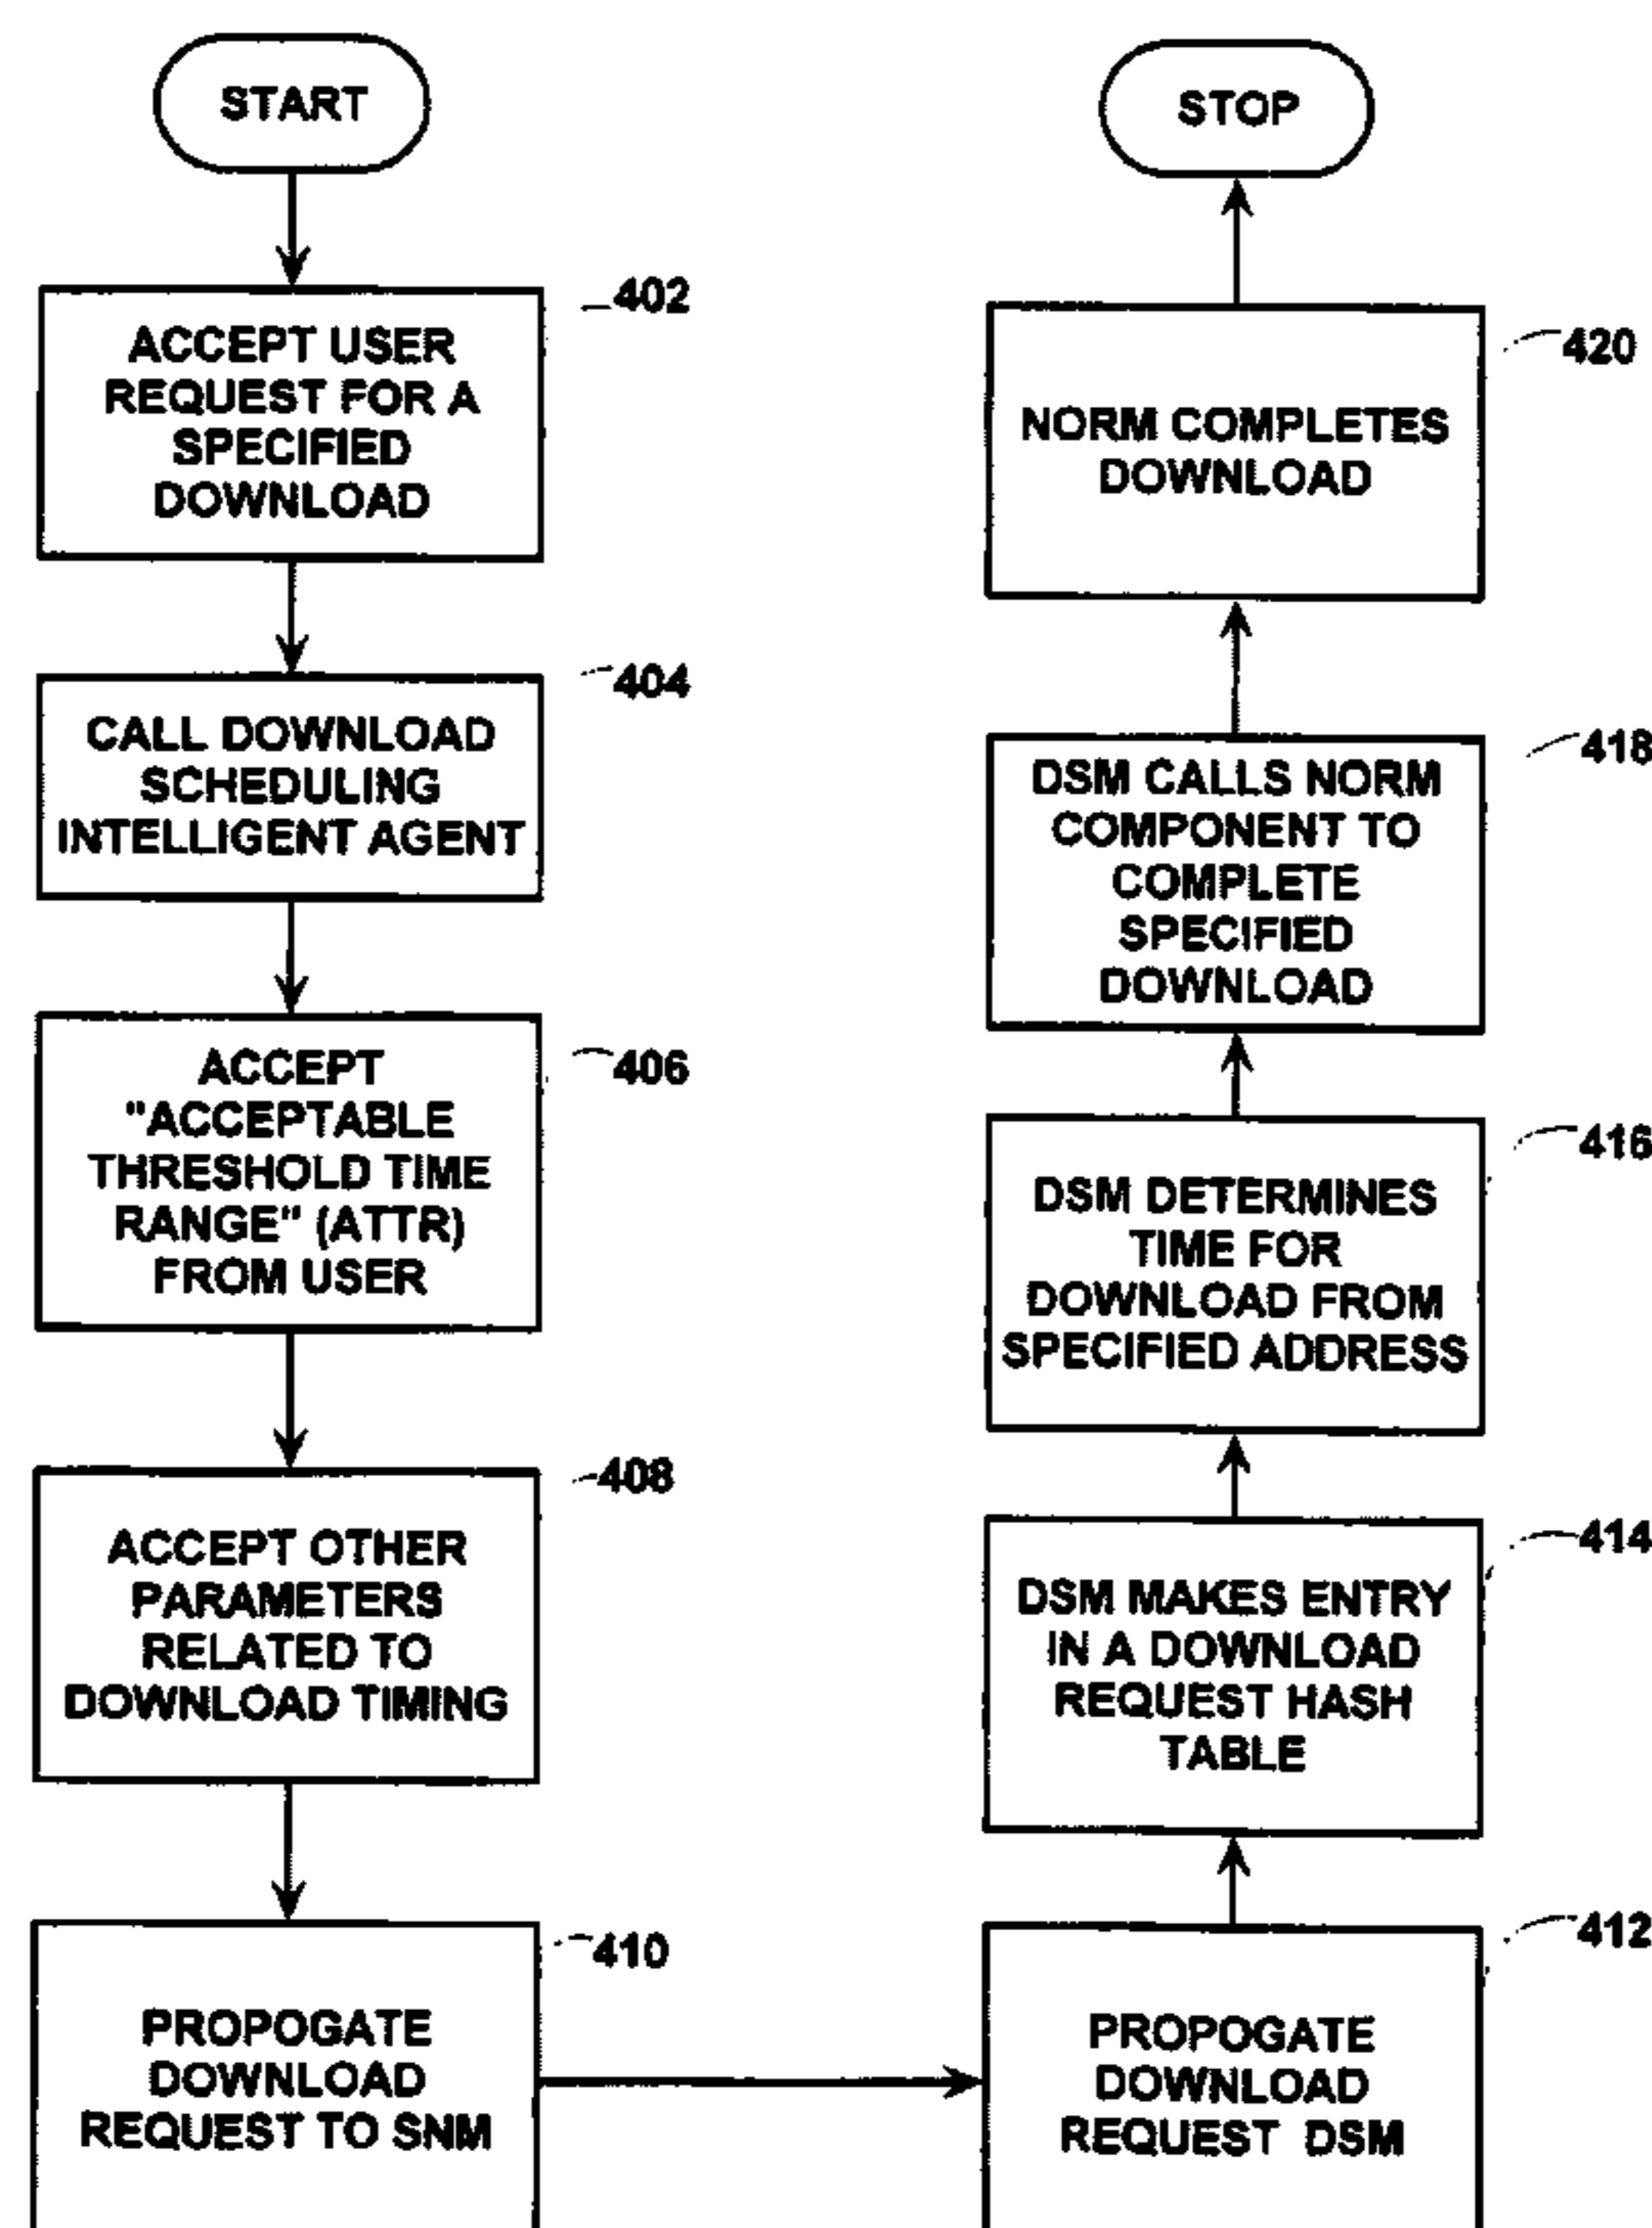 START
402
ACCEPT USER
REQUEST FOR A
SPECIFIED
DOWNLOAD
404
CALL DOWNLOAD
SCHEDULING
INTELLIGENT AGENT
406
ACCEPT
"ACCEPTABLE
THRESHOLD TIME
RANGE" (ATTR)
FROM USER
408
ACCEPT OTHER
PARAMETERS
RELATED TO
DOWNLOAD TIMING
410
PROPOGATE
DOWNLOAD
REQUEST TO SNM
412
PROPOGATE
DOWNLOAD
REQUEST DSM
414
DSM MAKES ENTRY
IN A DOWNLOAD
REQUEST HASH
TABLE
416
DSM DETERMINES
TIME FOR
DOWNLOAD FROM
SPECIFIED ADDRESS
418
DSM CALLS NORM
COMPONENT TO
COMPLETE
SPECIFIED
DOWNLOAD
420
NORM COMPLETES
DOWNLOAD
STOP